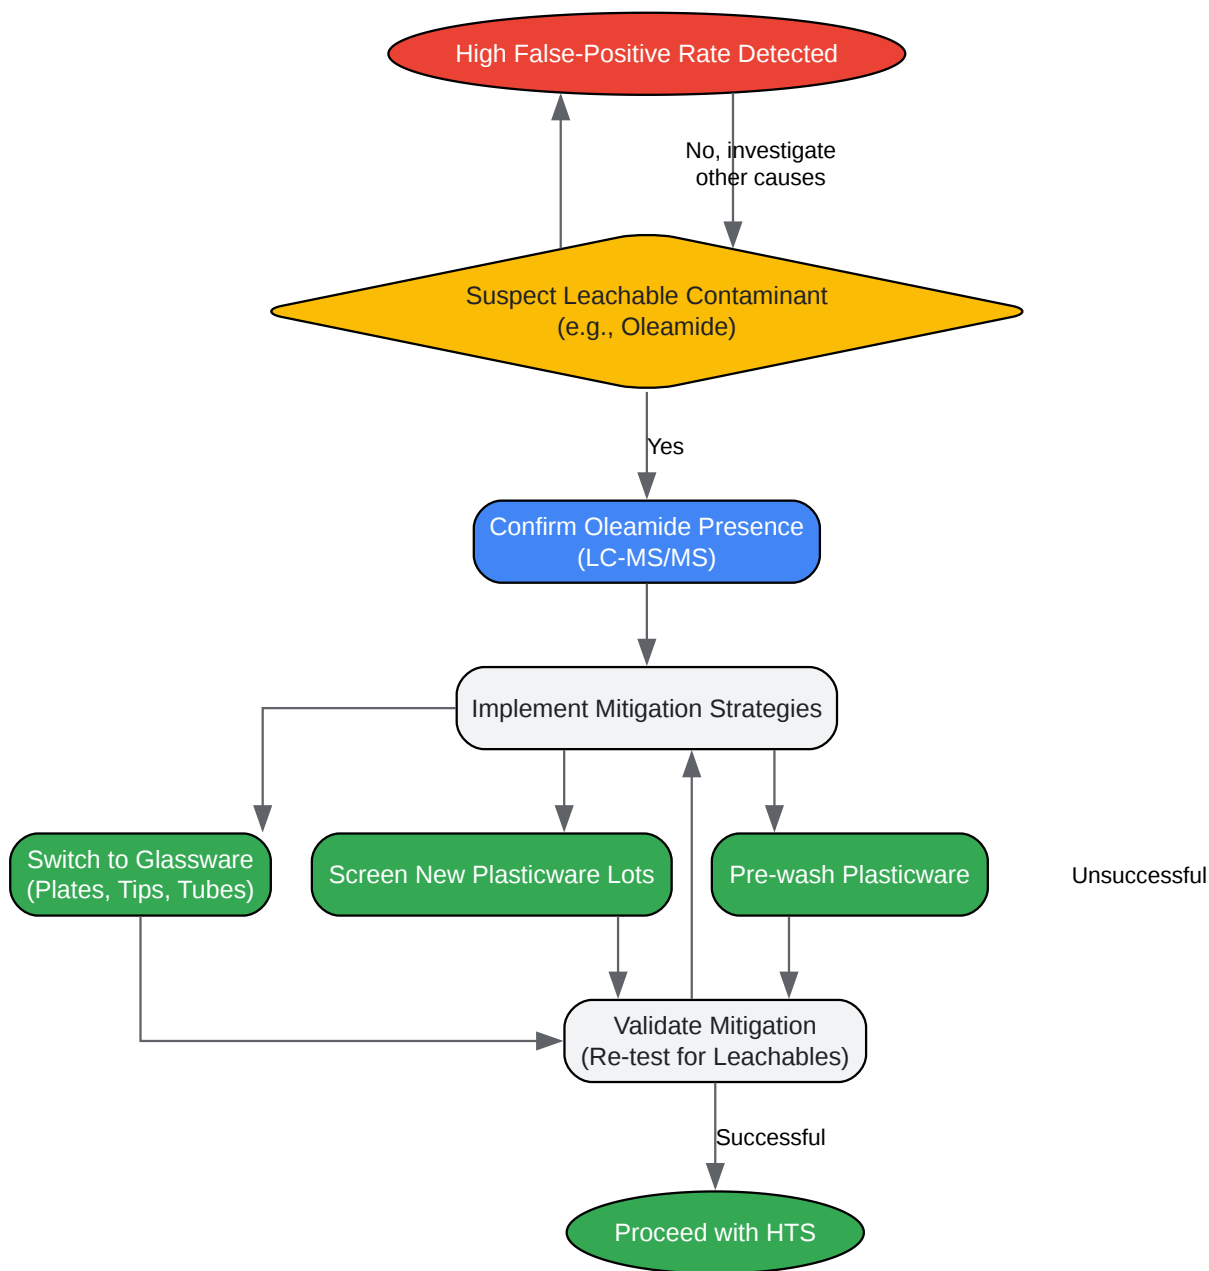 High False-Positive Rate Detected
No, investigate
other causes
Suspect Leachable Contaminant
(e.g., Oleamide)
Yes
Confirm Oleamide Presence
(LC-MS/MS)
Implement Mitigation Strategies
Switch to Glassware
(Plates, Tips, Tubes)
Screen New Plasticware Lots
Pre-wash Plasticware
Unsuccessful
Validate Mitigation
(Re-test for Leachables)
Successful
Proceed with HTS